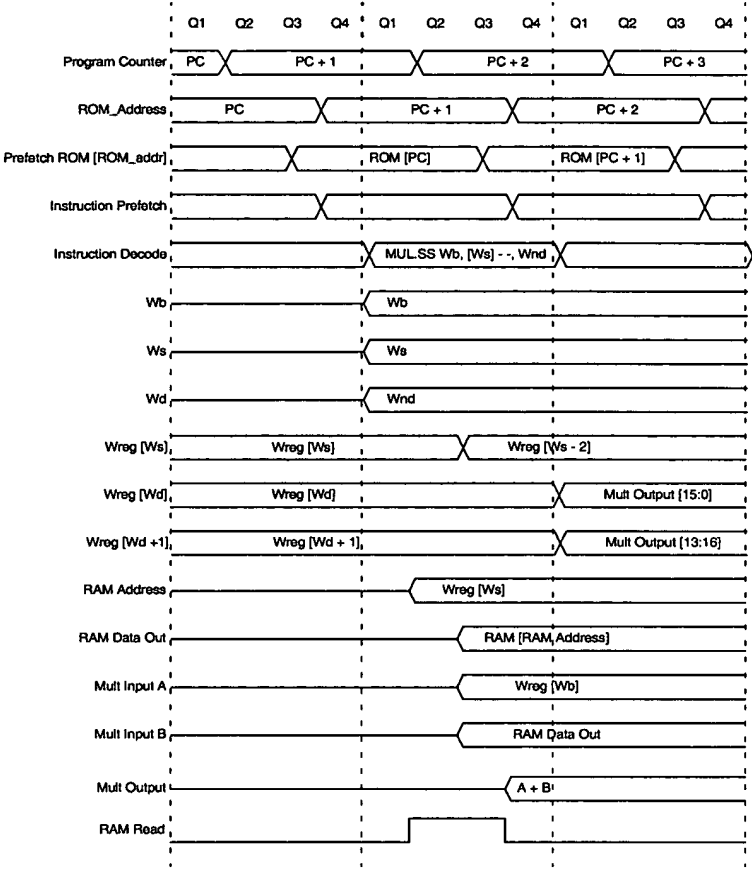 Q1 Q2 Q3 Q4 Q1 Q2 Q3 Q4 Q1 Q2 Q3 Q4
Program Counter PC PC + 1 PC + 2 PC + 3
ROM_Address PC PC + 1 PC + 2
Prefetch ROM [ROM_addr] ROM [PC] ROM [PC + 1]
Instruction Prefetch
Instruction Decode MUL.SS Wb, [Ws] - -, Wnd
Wb Wb
Ws Ws
Wd Wnd
Wreg [Ws] Wreg [Ws} Wreg [Ws - 2]
Wreg [Wd] Wreg [Wd} Mult Output [15:0]
Wreg [Wd +1] Wreg [Wd + 1] Mult Output [13:16}
RAM Address Wreg [Ws]
RAM Data Out RAM [RAM Address]
Mult Input A Wreg [Wb]
Mult Input B RAM Data Out
Mult Output A + B
RAM Read